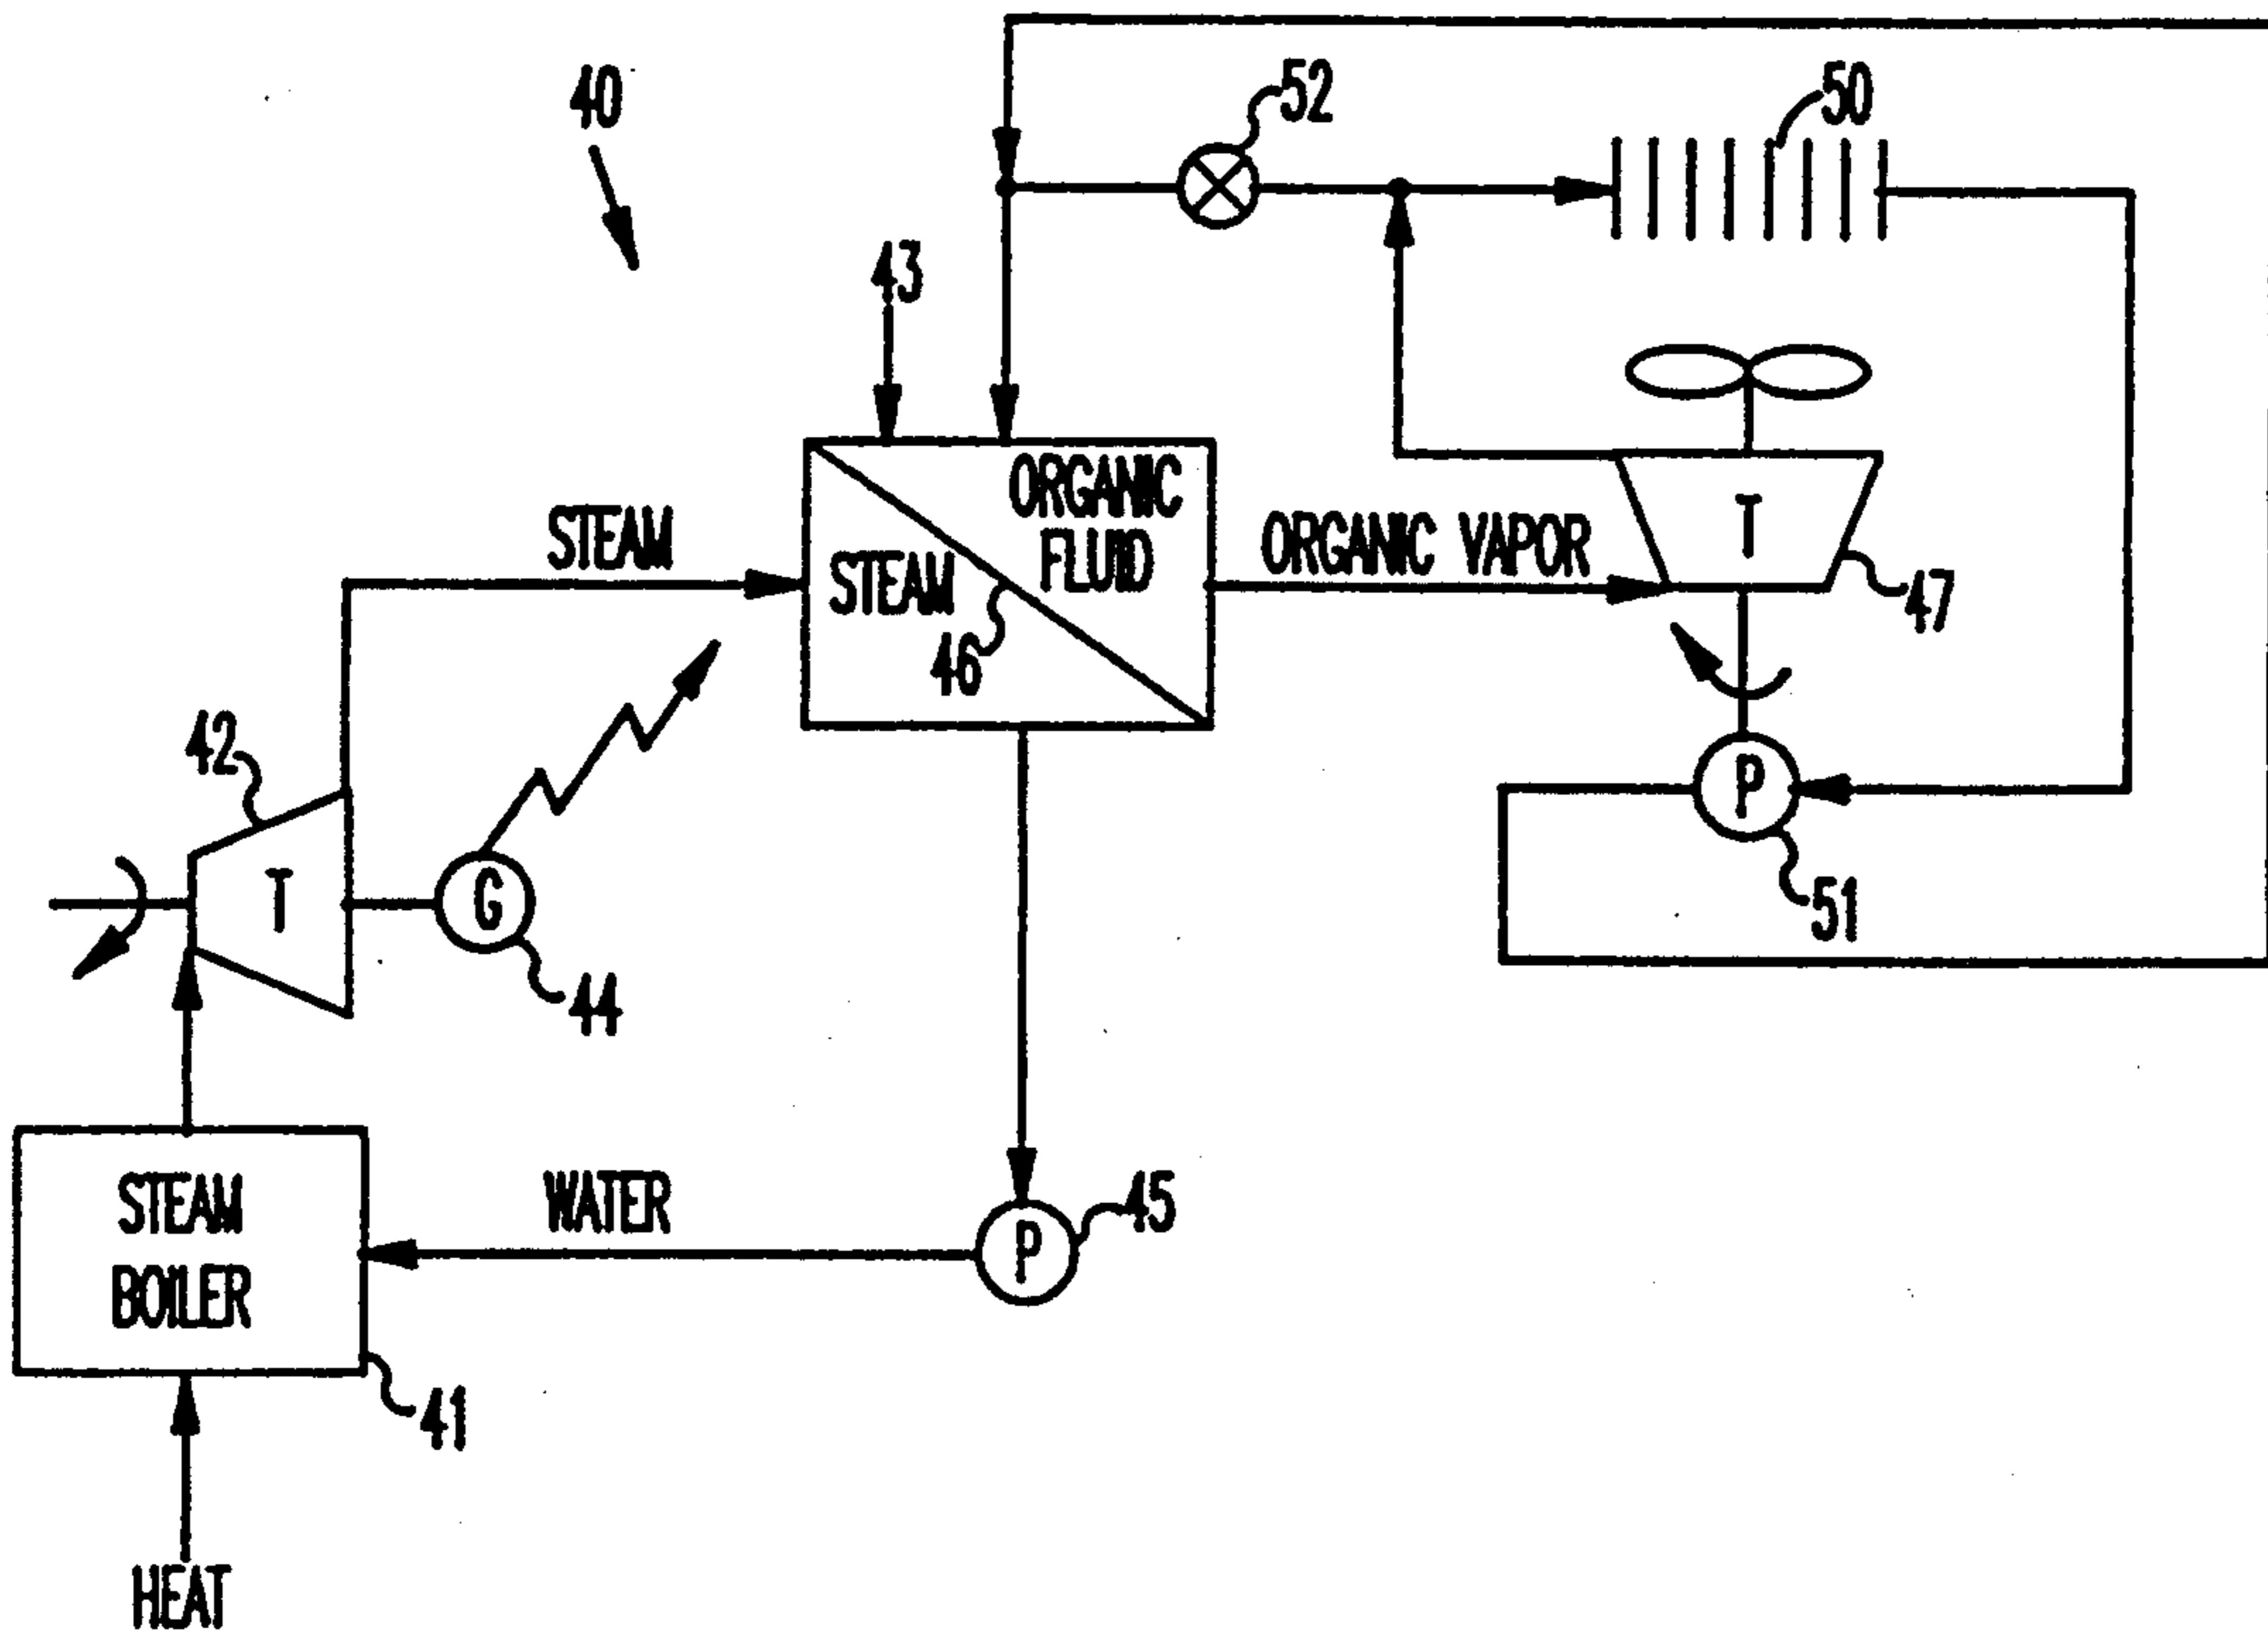 40
52
50
43
ORGANIC
FLUID
STEAM
STEAM
46
ORGANIC VAPOR
T
47
42
T
G
44
P
51
STEAM
BOILER
WATER
P
45
41
HEAT